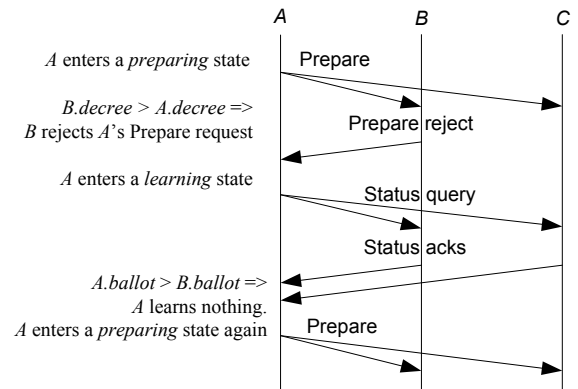 A B C
A enters a preparing state
Prepare
B.decree > A.decree =>
B rejects A's Prepare request
Prepare reject
A enters a learning state
Status query
Status acks
A.ballot > B.ballot =>
A learns nothing.
A enters a preparing state again
Prepare